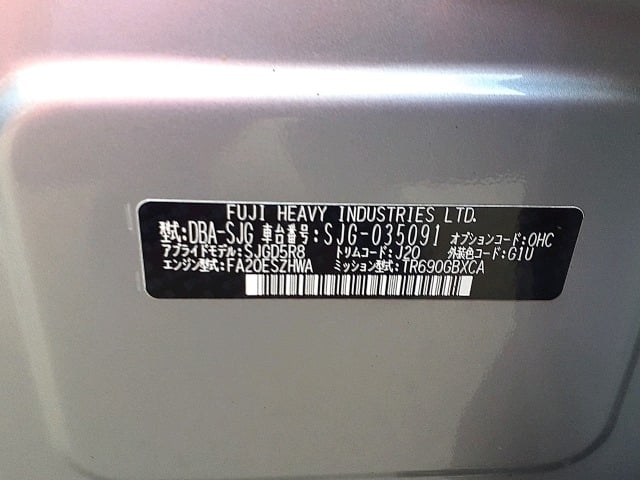 FUJI HEAVY INDUSTRIES LTD.
型式:DBA-SJG 車台番号:SJG-035091 オプションコード:OHC
アプライドモデル:SJGD5R8 トリムコード:J20 外装色コード:G1U
エンジン型式:FA20ESZHWA ミッション型式:TR690GBXCA